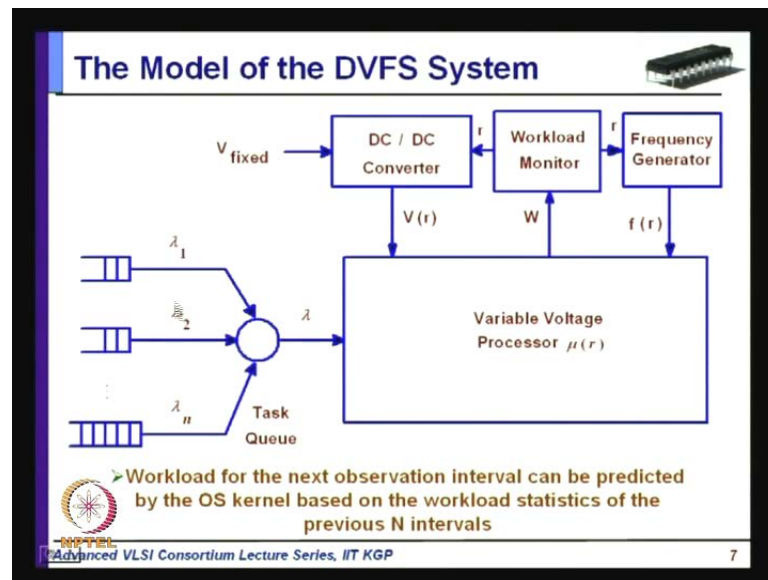 The Model of the DVFS System
V fixed
DC / DC
Converter
r
Workload
Monitor
r
Frequency
Generator
V(r)
W
f(r)
λ1
λ2
λn
λ
Task
Queue
Variable Voltage
Processor μ(r)
➢Workload for the next observation interval can be predicted
by the OS kernel based on the workload statistics of the
previous N intervals
NPTEL
Advanced VLSI Consortium Lecture Series, IIT KGP
7